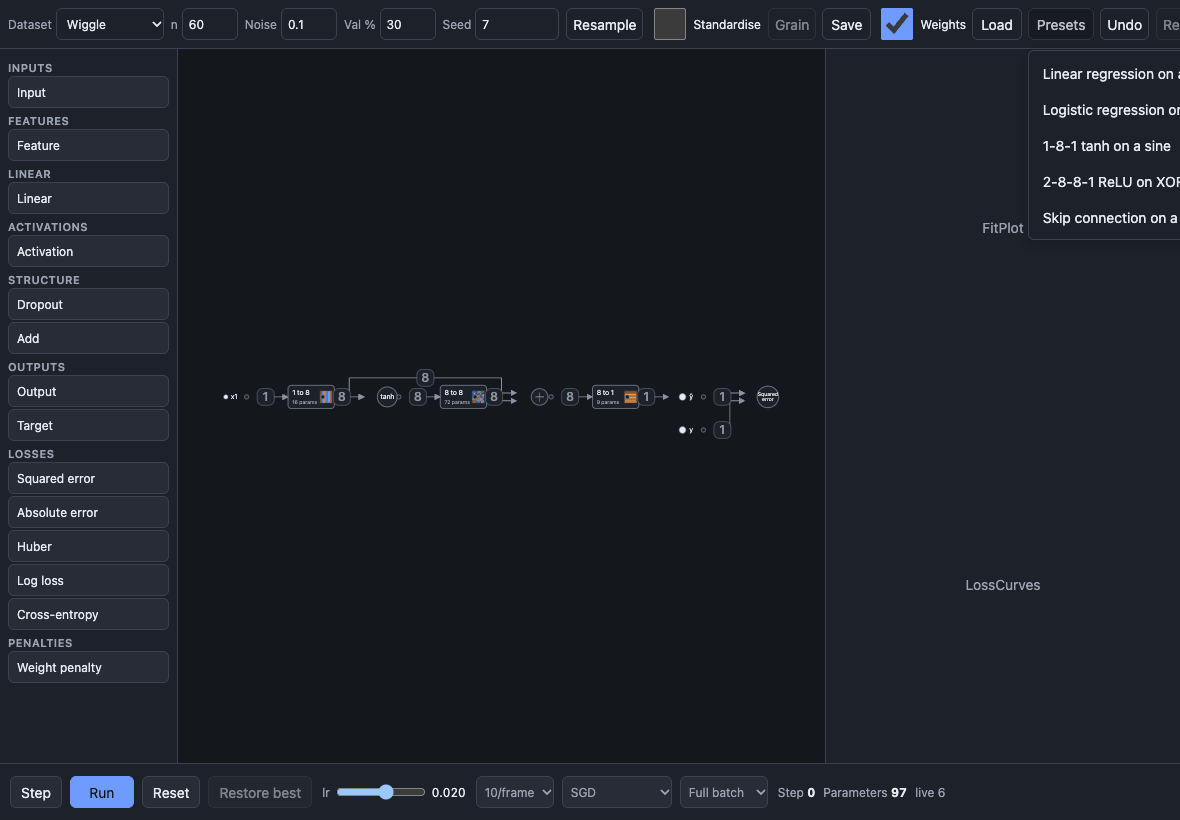 Dataset Wiggle n 60 Noise 0.1 Val % 30 Seed 7 Resample Standardise Grain Save Weights Load Presets Undo Re
INPUTS
Input
FEATURES
Feature
LINEAR
Linear
ACTIVATIONS
Activation
STRUCTURE
Dropout
Add
OUTPUTS
Output
Target
LOSSES
Squared error
Absolute error
Huber
Log loss
Cross-entropy
PENALTIES
Weight penalty
8
x1 1 1 to 8 8 tanh 8 8 to 8 8 8 8 to 1 1 ŷ 1 Squared
16 params 72 params 9 params error
y 1
Linear regression on a
Logistic regression on
1-8-1 tanh on a sine
2-8-8-1 ReLU on XOR
Skip connection on a
FitPlot
LossCurves
Step Run Reset Restore best lr 0.020 10/frame SGD Full batch Step 0 Parameters 97 live 6